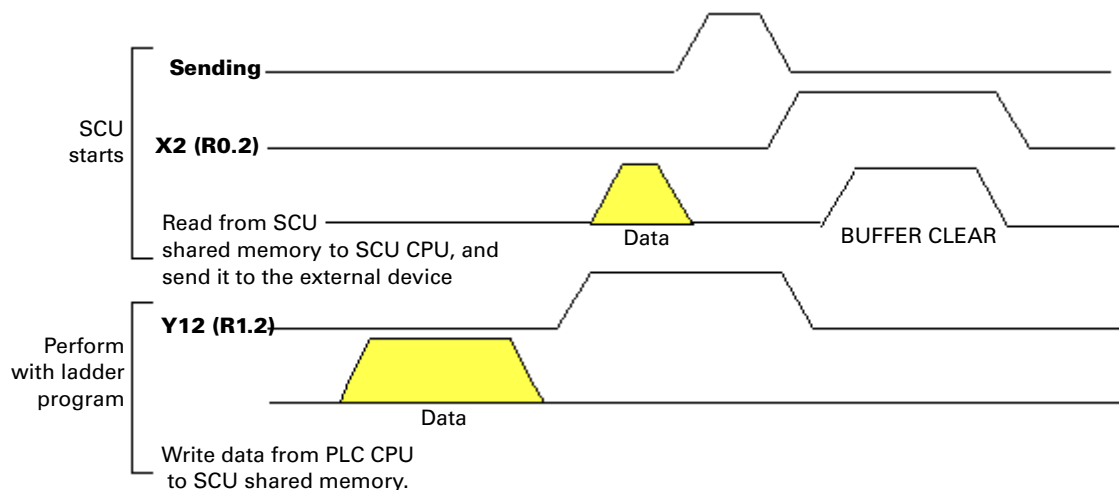 Sending
SCU
starts
X2 (R0.2)
Read from SCU
shared memory to SCU CPU, and
send it to the external device
Data
BUFFER CLEAR
Y12 (R1.2)
Perform
with ladder
program
Data
Write data from PLC CPU
to SCU shared memory.